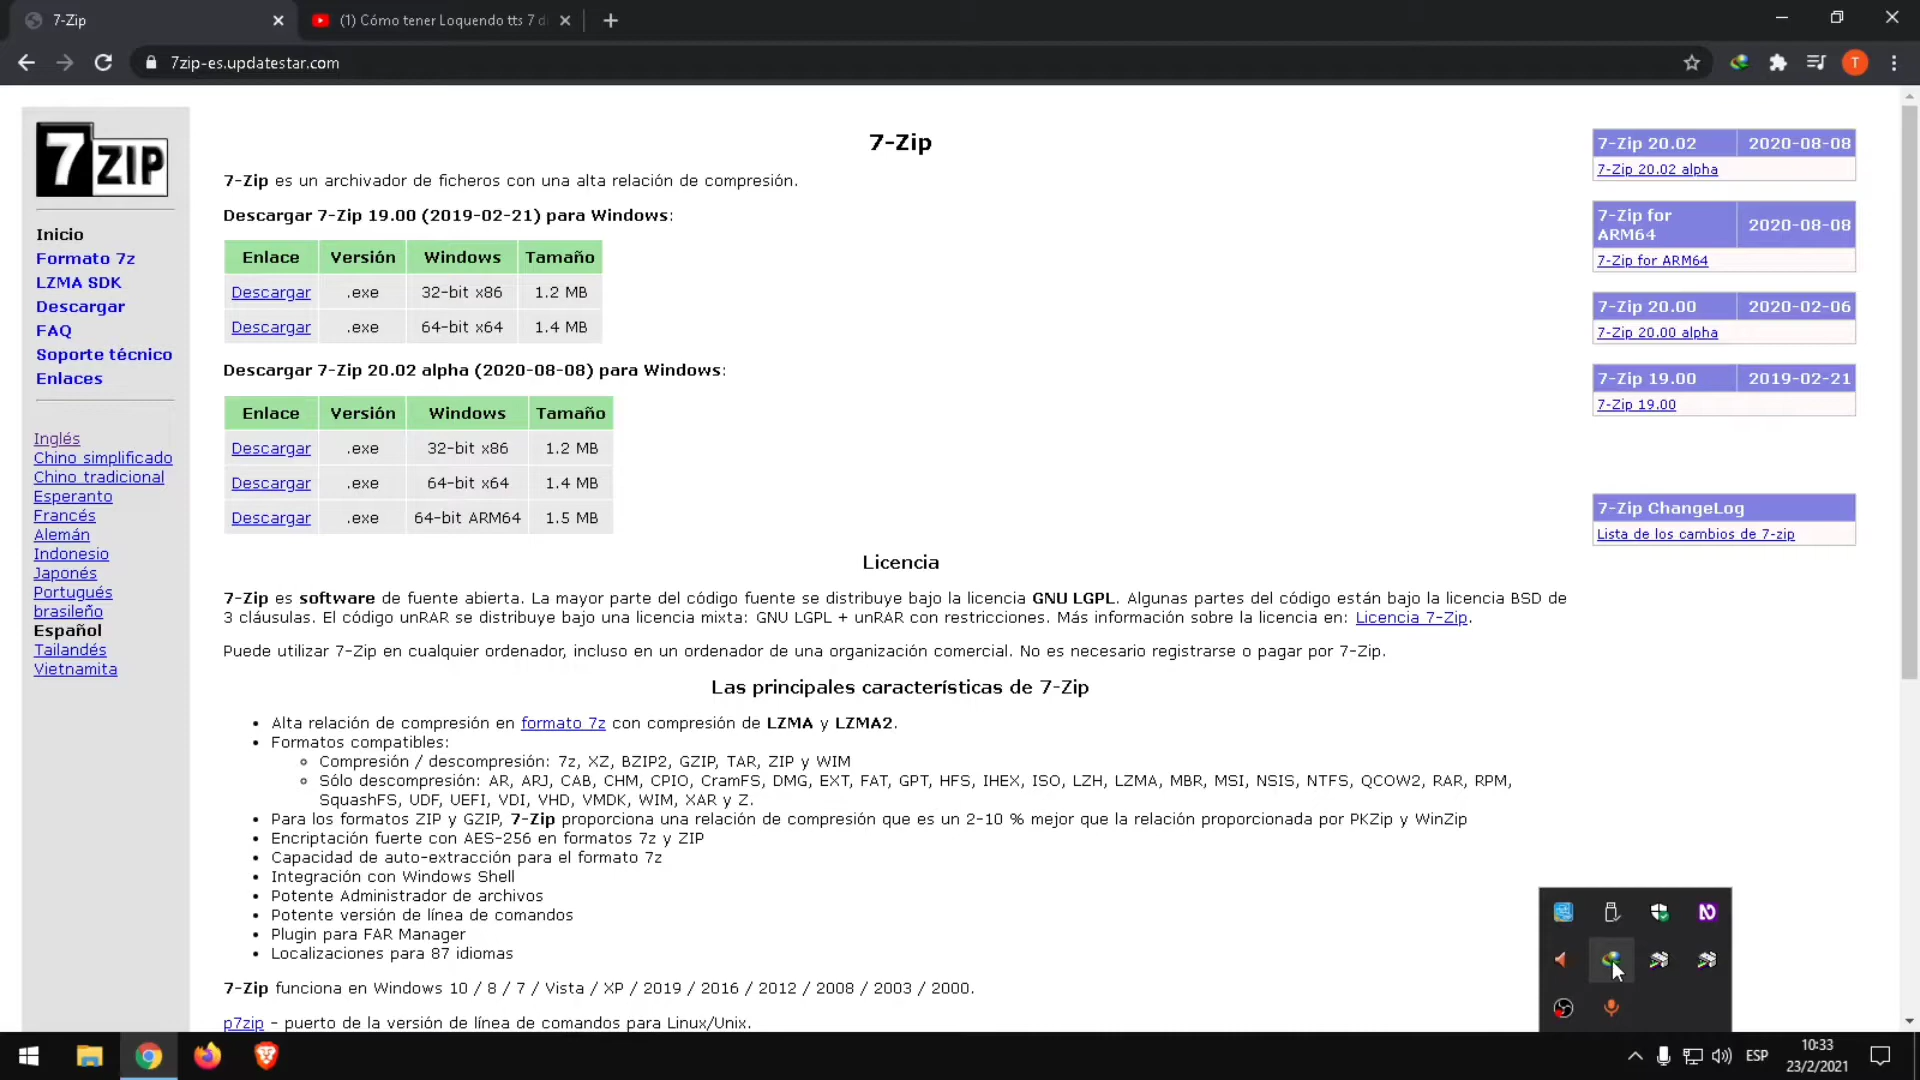 7-Zip
(1) Cómo tener Loquendo tts 7 di
7zip-es.updatestar.com
T
7ZIP
Inicio
Formato 7z
LZMA SDK
Descargar
FAQ
Soporte técnico
Enlaces
Inglés
Chino simplificado
Chino tradicional
Esperanto
Francés
Alemán
Indonesio
Japonés
Portugués
brasileño
Español
Tailandés
Vietnamita
7-Zip
7-Zip es un archivador de ficheros con una alta relación de compresión.
Descargar 7-Zip 19.00 (2019-02-21) para Windows:
Enlace Versión Windows Tamaño
Descargar .exe 32-bit x86 1.2 MB
Descargar .exe 64-bit x64 1.4 MB
Descargar 7-Zip 20.02 alpha (2020-08-08) para Windows:
Enlace Versión Windows Tamaño
Descargar .exe 32-bit x86 1.2 MB
Descargar .exe 64-bit x64 1.4 MB
Descargar .exe 64-bit ARM64 1.5 MB
Licencia
7-Zip es software de fuente abierta. La mayor parte del código fuente se distribuye bajo la licencia GNU LGPL. Algunas partes del código están bajo la licencia BSD de
3 cláusulas. El código unRAR se distribuye bajo una licencia mixta: GNU LGPL + unRAR con restricciones. Más información sobre la licencia en: Licencia 7-Zip.
Puede utilizar 7-Zip en cualquier ordenador, incluso en un ordenador de una organización comercial. No es necesario registrarse o pagar por 7-Zip.
Las principales características de 7-Zip
• Alta relación de compresión en formato 7z con compresión de LZMA y LZMA2.
• Formatos compatibles:
◦ Compresión / descompresión: 7z, XZ, BZIP2, GZIP, TAR, ZIP y WIM
◦ Sólo descompresión: AR, ARJ, CAB, CHM, CPIO, CramFS, DMG, EXT, FAT, GPT, HFS, IHEX, ISO, LZH, LZMA, MBR, MSI, NSIS, NTFS, QCOW2, RAR, RPM,
SquashFS, UDF, UEFI, VDI, VHD, VMDK, WIM, XAR y Z.
• Para los formatos ZIP y GZIP, 7-Zip proporciona una relación de compresión que es un 2-10 % mejor que la relación proporcionada por PKZip y WinZip
• Encriptación fuerte con AES-256 en formatos 7z y ZIP
• Capacidad de auto-extracción para el formato 7z
• Integración con Windows Shell
• Potente Administrador de archivos
• Potente versión de línea de comandos
• Plugin para FAR Manager
• Localizaciones para 87 idiomas
7-Zip funciona en Windows 10 / 8 / 7 / Vista / XP / 2019 / 2016 / 2012 / 2008 / 2003 / 2000.
p7zip - puerto de la versión de línea de comandos para Linux/Unix.
7-Zip 20.02 2020-08-08
7-Zip 20.02 alpha
7-Zip for
ARM64 2020-08-08
7-Zip for ARM64
7-Zip 20.00 2020-02-06
7-Zip 20.00 alpha
7-Zip 19.00 2019-02-21
7-Zip 19.00
7-Zip ChangeLog
Lista de los cambios de 7-zip
ESP
10:33
23/2/2021